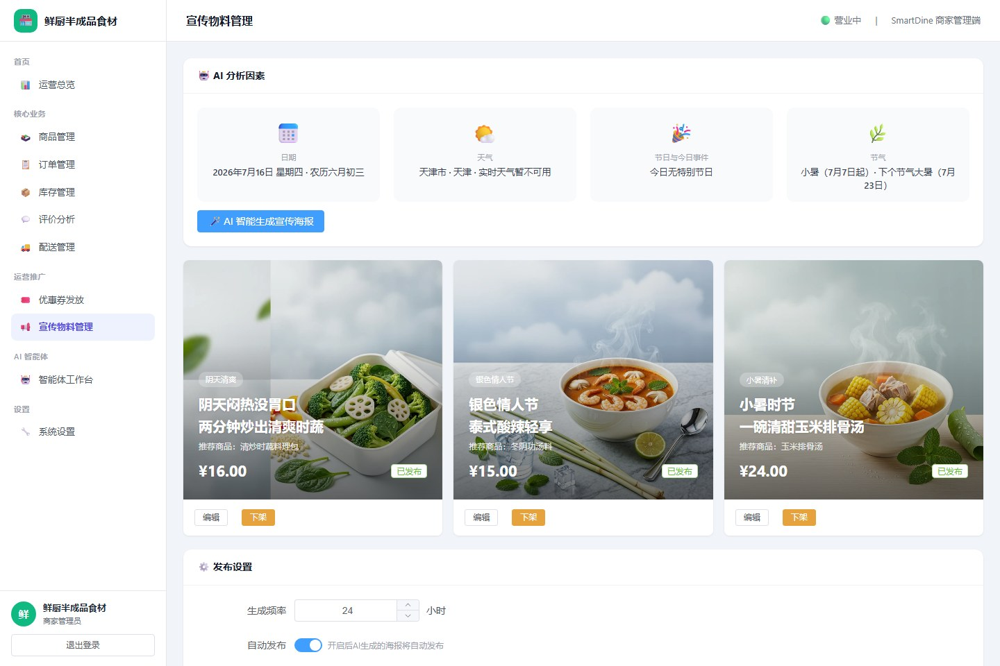 鲜厨半成品食材
首页
运营总览
核心业务
商品管理
订单管理
库存管理
评价分析
配送管理
运营推广
优惠券发放
宣传物料管理
AI 智能体
智能体工作台
设置
系统设置
鲜
鲜厨半成品食材
商家管理员
退出登录
宣传物料管理
营业中 | SmartDine 商家管理端
AI 分析因素
日期
2026年7月16日 星期四 · 农历六月初三
天气
天津市 · 天津 · 实时天气暂不可用
节日与今日事件
今日无特别节日
节气
小暑（7月7日起）· 下个节气大暑（7月
23日）
AI 智能生成宣传海报
阴天清爽
阴天闷热没胃口
两分钟炒出清爽时蔬
推荐商品：清炒时蔬料理包
¥16.00
已发布
编辑 下架
银色情人节
银色情人节
泰式酸辣轻享
推荐商品：冬阴功汤料
¥15.00
已发布
编辑 下架
小暑清补
小暑时节
一碗清甜玉米排骨汤
推荐商品：玉米排骨汤
¥24.00
已发布
编辑 下架
发布设置
生成频率 24 小时
自动发布 开启后AI生成的海报将自动发布